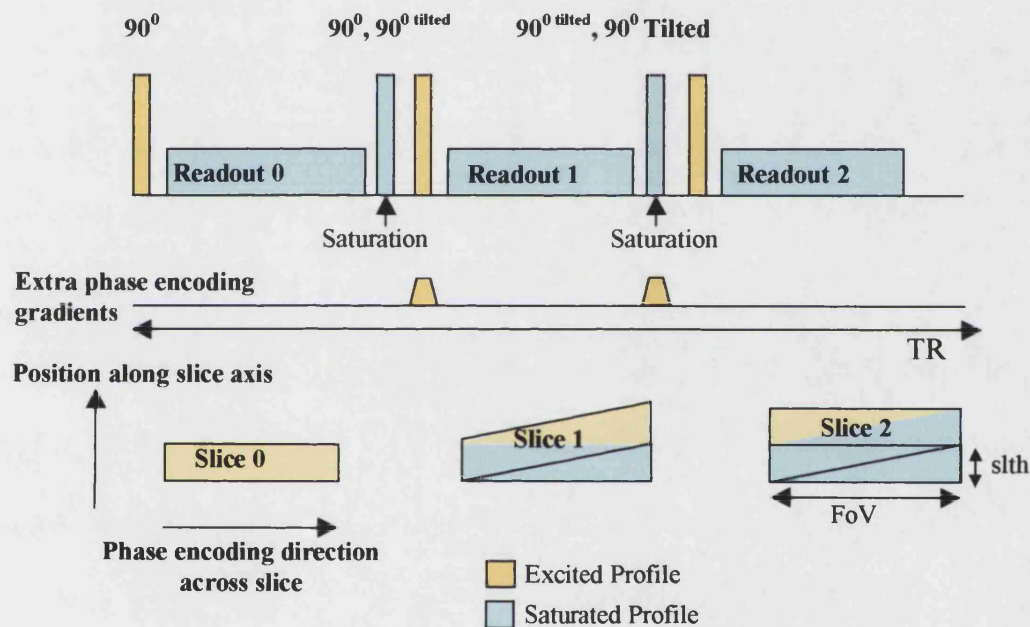 90⁰ 90⁰, 90⁰ ᵗⁱˡᵗᵉᵈ 90⁰ ᵗⁱˡᵗᵉᵈ, 90⁰ Tilted
Readout 0 Readout 1 Readout 2
Saturation Saturation
Extra phase encoding
gradients
TR
Position along slice axis
Slice 0 Slice 1 Slice 2
slth
FoV
Phase encoding direction
across slice
Excited Profile
Saturated Profile